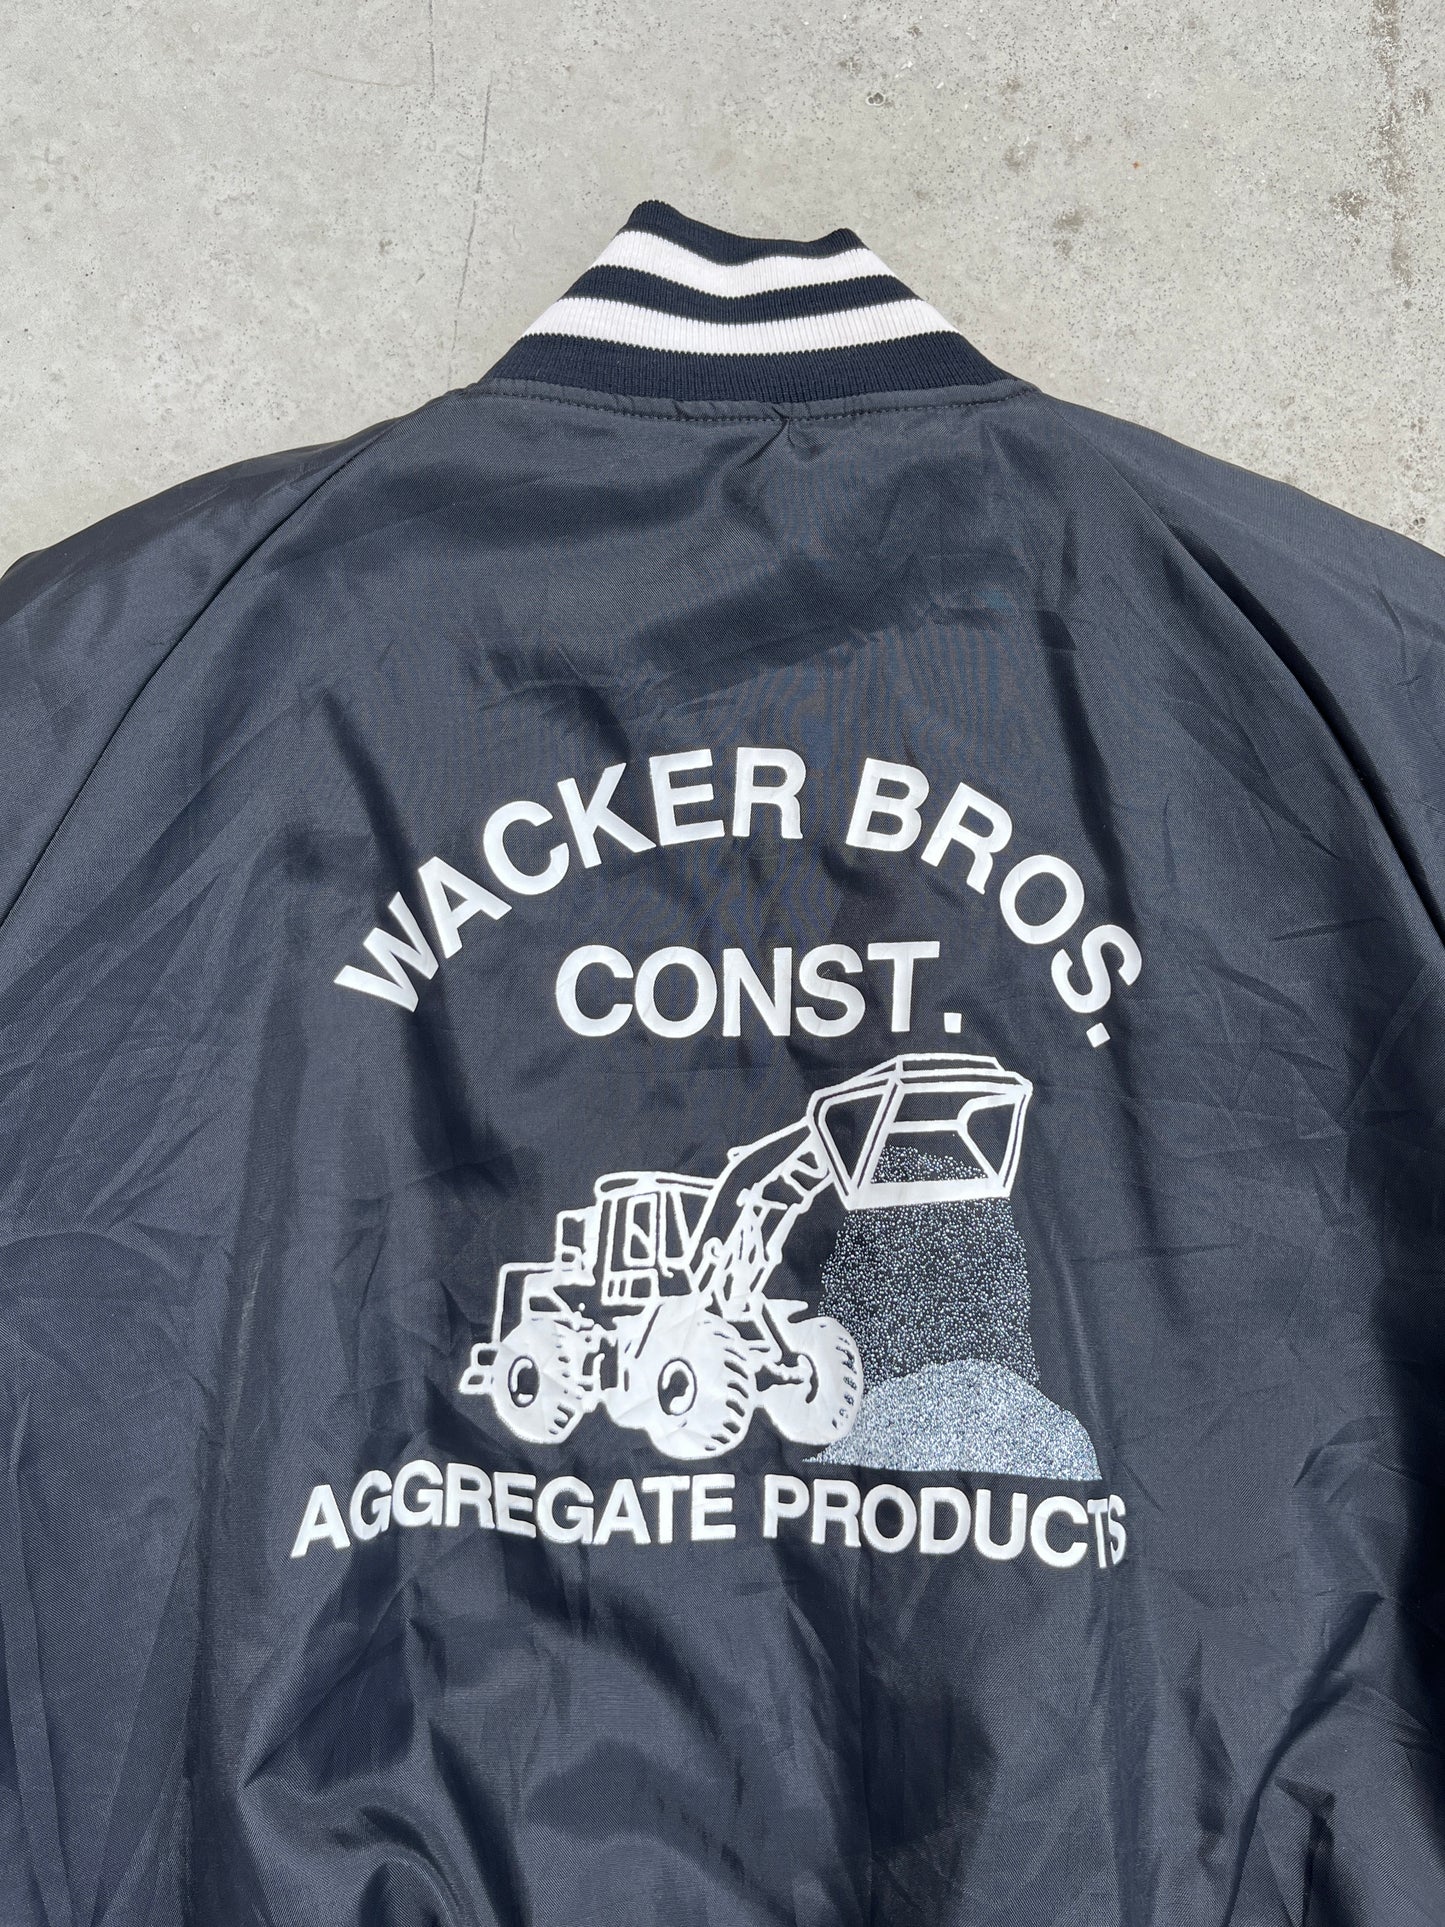 WACKER BROS.
CONST.
AGGREGATE PRODUCTS